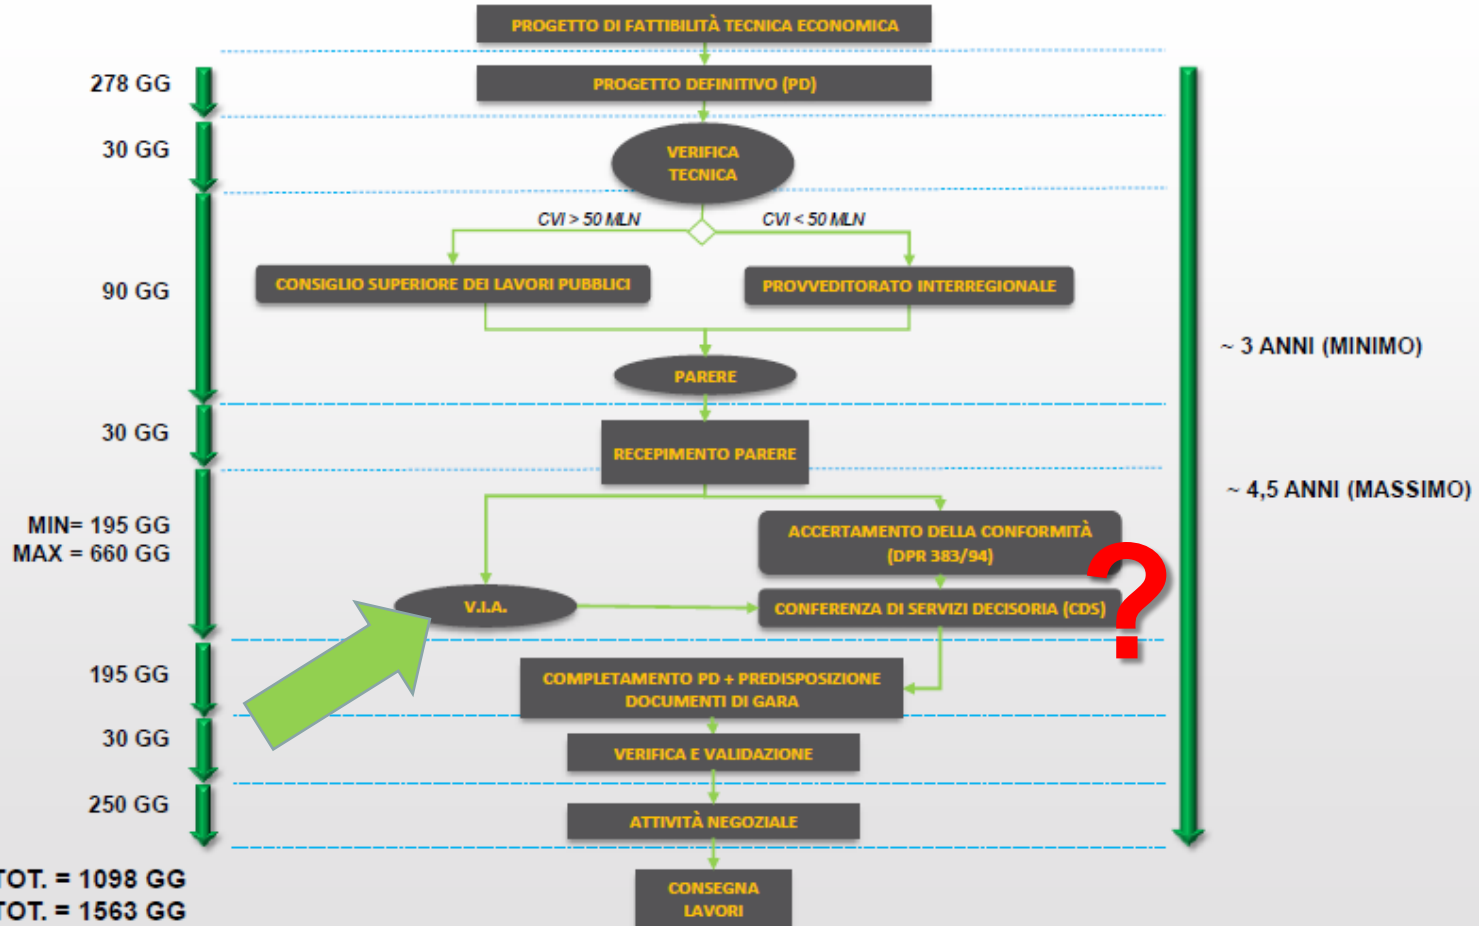 PROGETTO DI FATTIBILITÀ TECNICA ECONOMICA
278 GG
PROGETTO DEFINITIVO (PD)
30 GG
VERIFICA
TECNICA
CVI > 50 MLN
CVI < 50 MLN
90 GG
CONSIGLIO SUPERIORE DEI LAVORI PUBBLICI
PROVVEDITORATO INTERREGIONALE
~ 3 ANNI (MINIMO)
PARERE
30 GG
RECEPIMENTO PARERE
~ 4,5 ANNI (MASSIMO)
MIN= 195 GG
MAX = 660 GG
ACCERTAMENTO DELLA CONFORMITÀ
(DPR 383/94)
?
V.I.A.
CONFERENZA DI SERVIZI DECISORIA (CDS)
195 GG
COMPLETAMENTO PD + PREDISPOSIZIONE
DOCUMENTI DI GARA
30 GG
VERIFICA E VALIDAZIONE
250 GG
ATTIVITÀ NEGOZIALE
TOT. = 1098 GG
TOT. = 1563 GG
CONSEGNA
LAVORI